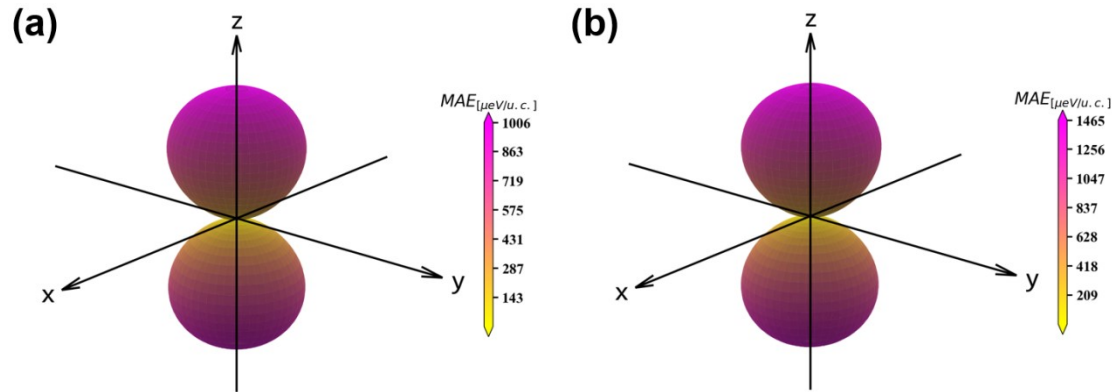 (a)
z
MAE[μeV/u.c.]
1006
863
719
575
431
287
143
x
y
(b)
z
MAE[μeV/u.c.]
1465
1256
1047
837
628
418
209
x
y